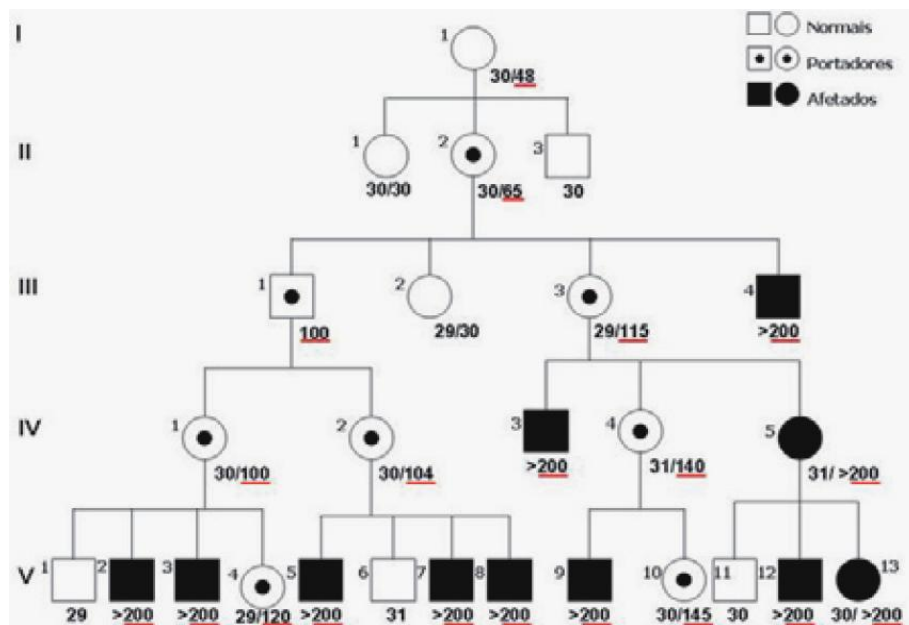 I
1
30/48
Normais
Portadores
Afetados
II
1 2 3
30/30 30/65 30
III
1 2 3 4
100 29/30 29/115 >200
IV
1 2 3 4 5
30/100 30/104 >200 31/140 31/ >200
V
1 2 3 4 5 6 7 8 9 10 11 12 13
29 >200 >200 29/120 >200 31 >200 >200 >200 30/145 30 >200 30/ >200